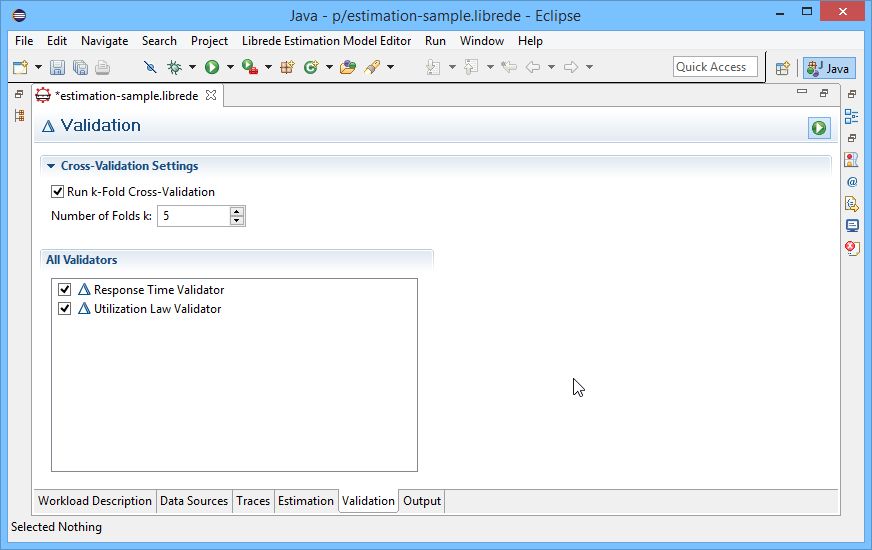 Java - p/estimation-sample.librede - Eclipse
File Edit Navigate Search Project Librede Estimation Model Editor Run Window Help
Quick Access
Java
*estimation-sample.librede
Validation
Cross-Validation Settings
Run k-Fold Cross-Validation
Number of Folds k: 5
All Validators
Response Time Validator
Utilization Law Validator
Workload Description Data Sources Traces Estimation Validation Output
Selected Nothing